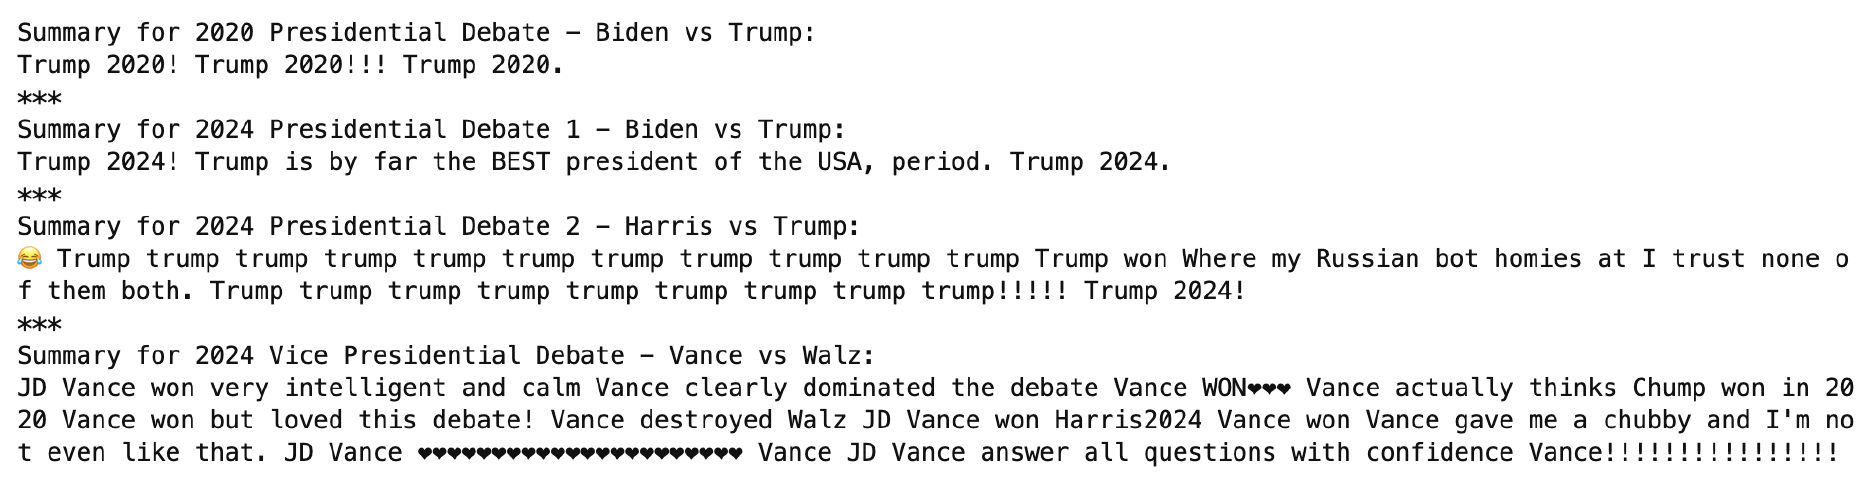 Summary for 2020 Presidential Debate – Biden vs Trump:
Trump 2020! Trump 2020!!! Trump 2020.
***
Summary for 2024 Presidential Debate 1 – Biden vs Trump:
Trump 2024! Trump is by far the BEST president of the USA, period. Trump 2024.
***
Summary for 2024 Presidential Debate 2 – Harris vs Trump:
😂 Trump trump trump trump trump trump trump trump trump trump trump Trump won Where my Russian bot homies at I trust none o
f them both. Trump trump trump trump trump trump trump trump trump!!!!! Trump 2024!
***
Summary for 2024 Vice Presidential Debate – Vance vs Walz:
JD Vance won very intelligent and calm Vance clearly dominated the debate Vance WON❤❤❤ Vance actually thinks Chump won in 20
20 Vance won but loved this debate! Vance destroyed Walz JD Vance won Harris2024 Vance won Vance gave me a chubby and I'm no
t even like that. JD Vance ❤❤❤❤❤❤❤❤❤❤❤❤❤❤❤❤❤❤❤❤❤❤ Vance JD Vance answer all questions with confidence Vance!!!!!!!!!!!!!!!!